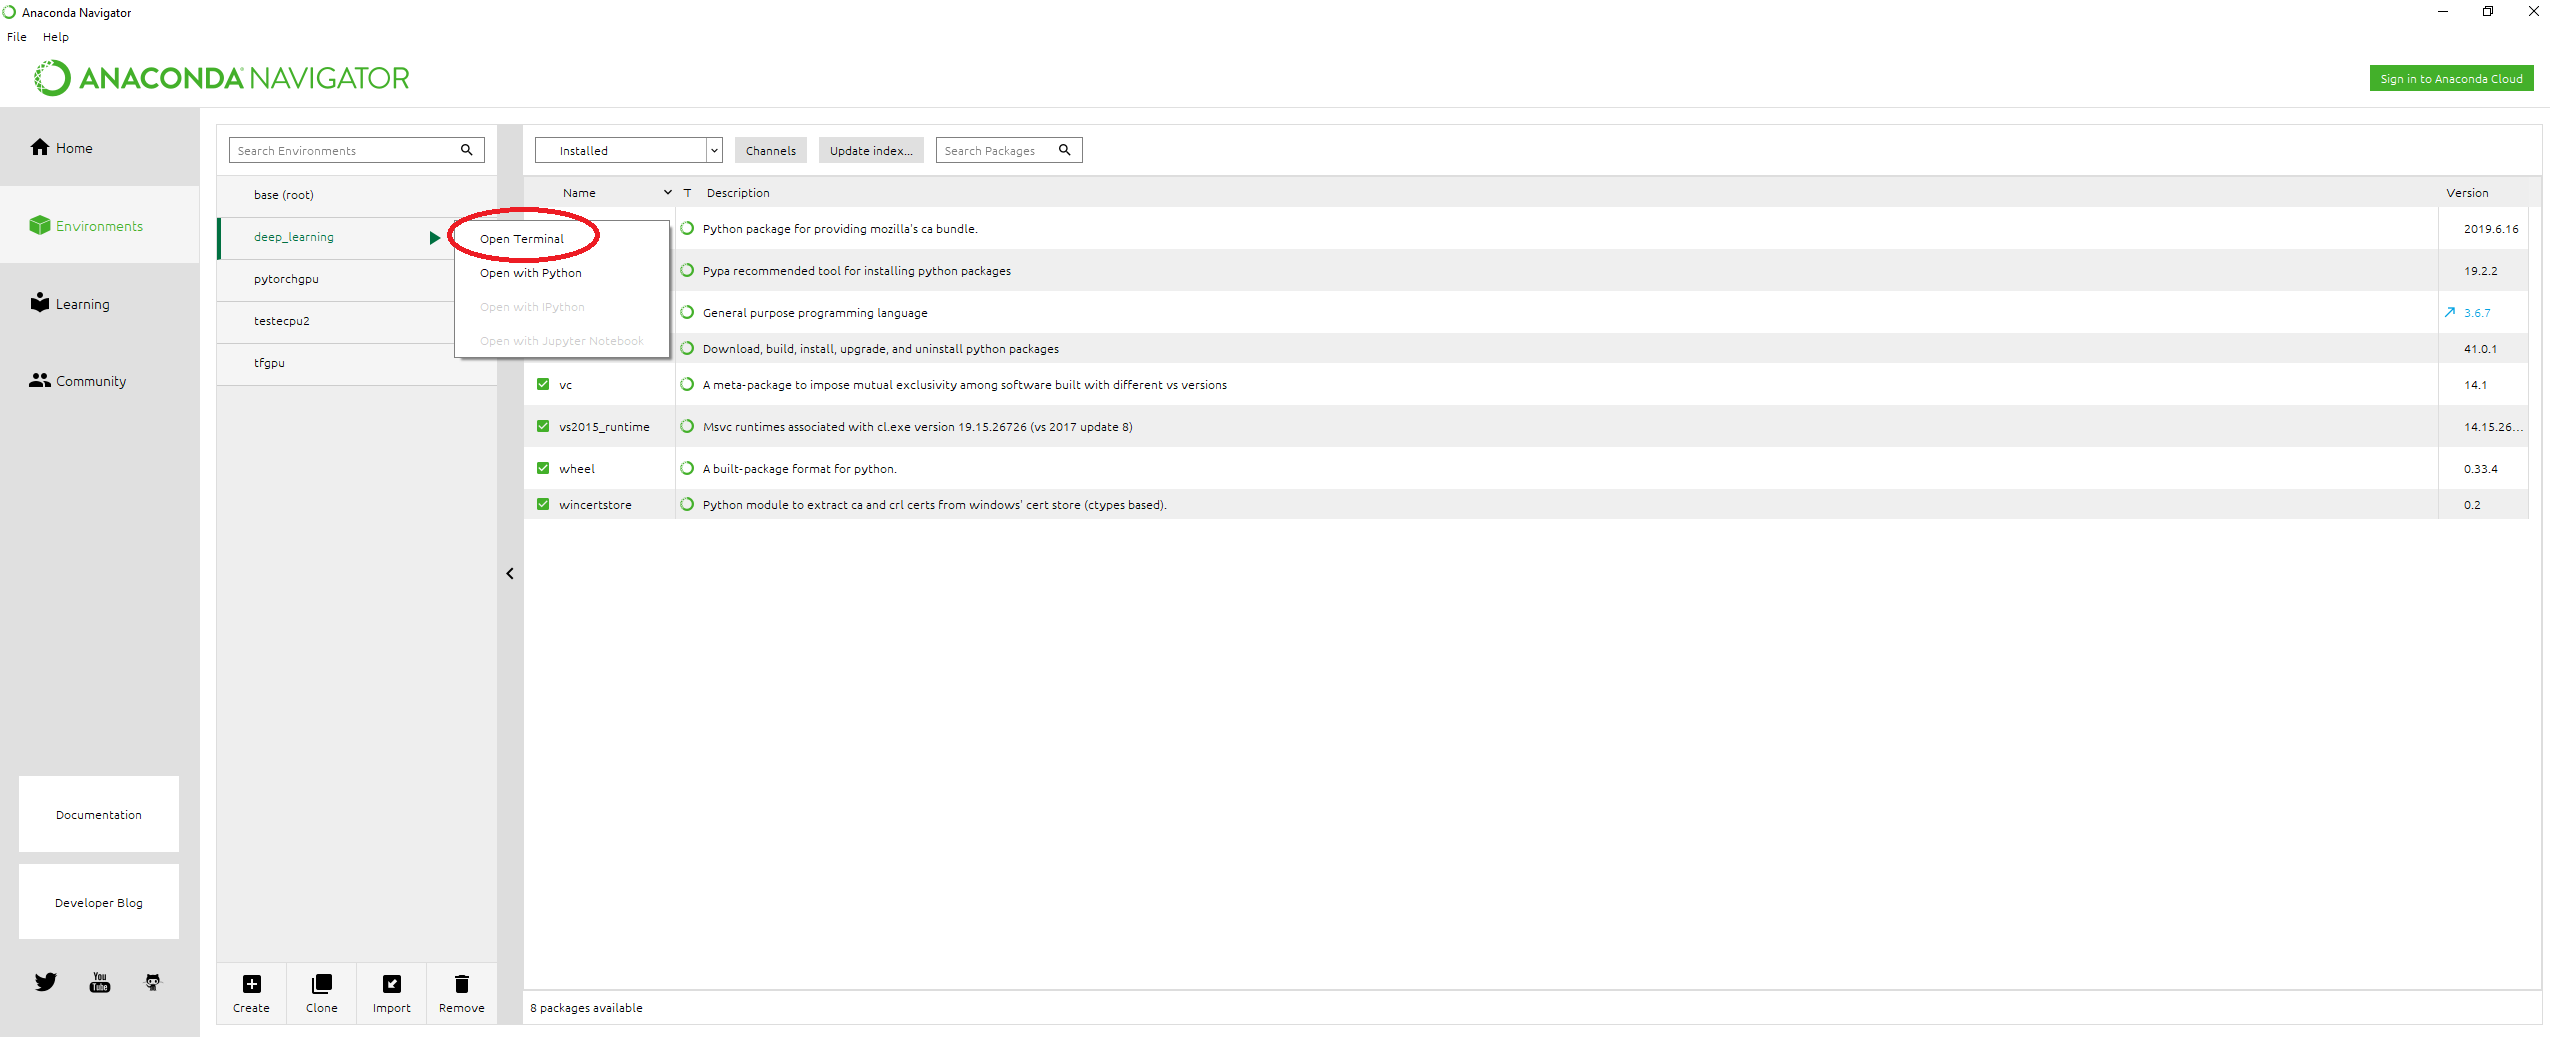 Anaconda Navigator
File Help
ANACONDA NAVIGATOR
Sign in to Anaconda Cloud
Home
Environments
Learning
Community
Documentation
Developer Blog
You
Tube
Search Environments
base (root)
deep_learning
pytorchgpu
testecpu2
tfgpu
Create Clone Import Remove
Open Terminal
Open with Python
Open with IPython
Open with Jupyter Notebook
Installed Channels Update index... Search Packages
Name T Description Version
Python package for providing mozilla's ca bundle. 2019.6.16
Pypa recommended tool for installing python packages 19.2.2
General purpose programming language 3.6.7
Download, build, install, upgrade, and uninstall python packages 41.0.1
vc A meta-package to impose mutual exclusivity among software built with different vs versions 14.1
vs2015_runtime Msvc runtimes associated with cl.exe version 19.15.26726 (vs 2017 update 8) 14.15.26...
wheel A built-package format for python. 0.33.4
wincertstore Python module to extract ca and crl certs from windows' cert store (ctypes based). 0.2
8 packages available